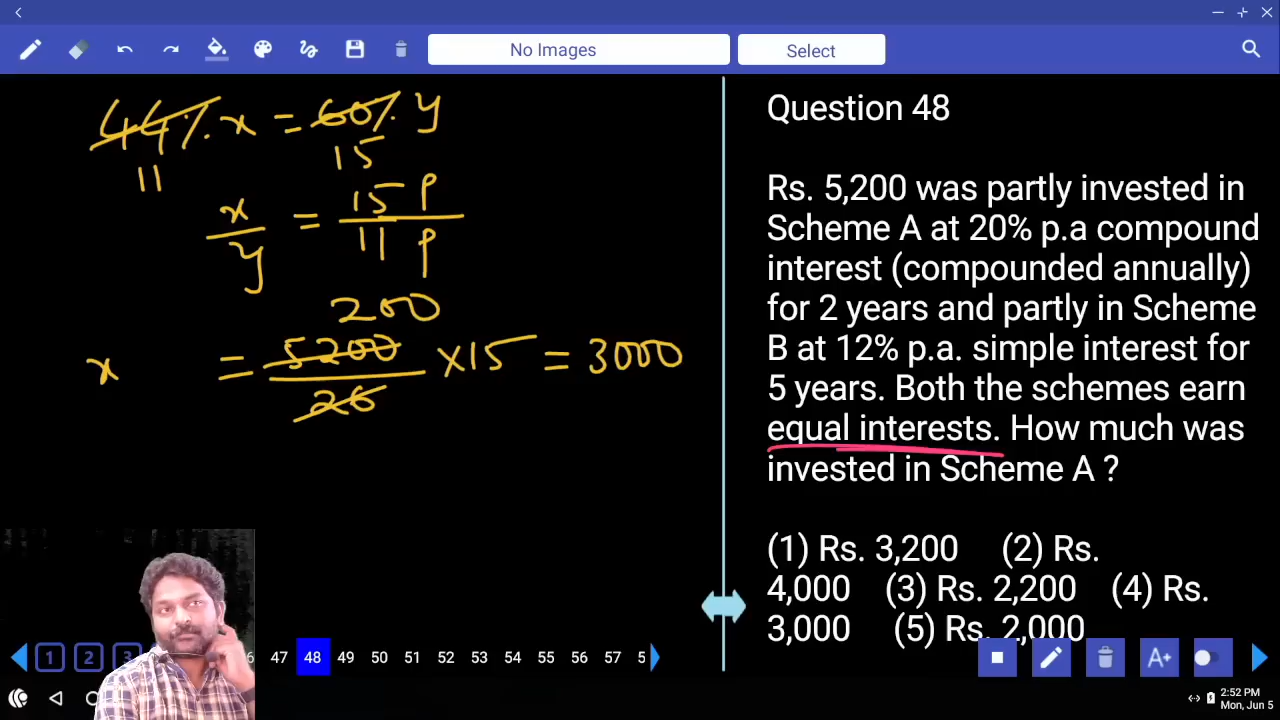 No Images
Select
44% x = 60% y
11
15
x/y = 15 P/11 P
200
x = 5200/26 ×15 = 3000
Question 48
Rs. 5,200 was partly invested in
Scheme A at 20% p.a compound
interest (compounded annually)
for 2 years and partly in Scheme
B at 12% p.a. simple interest for
5 years. Both the schemes earn
equal interests. How much was
invested in Scheme A ?
(1) Rs. 3,200 (2) Rs.
4,000 (3) Rs. 2,200 (4) Rs.
3,000 (5) Rs. 2,000
1 2 3 6 47 48 49 50 51 52 53 54 55 56 57 5
A+
2:52 PM
Mon, Jun 5